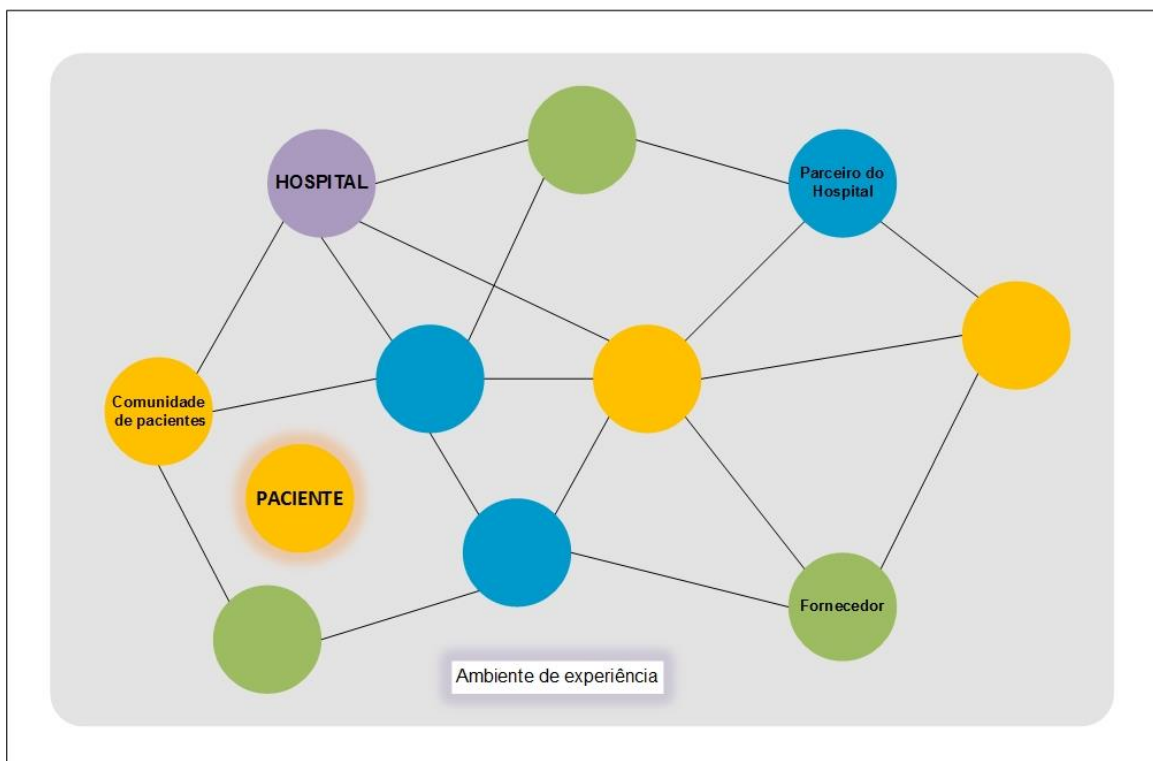 HOSPITAL
Parceiro do
Hospital
Comunidade
de pacientes
PACIENTE
Fornecedor
Ambiente de experiência